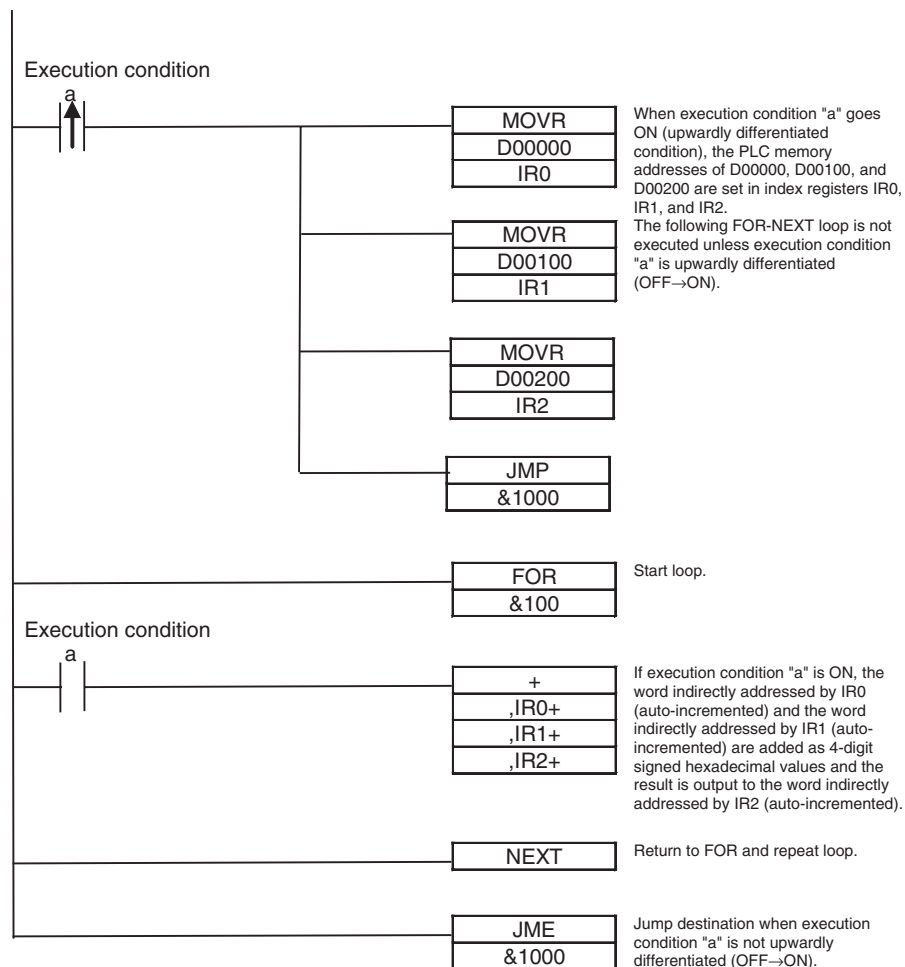 Execution condition
a
MOVR
D00000
IR0
When execution condition "a" goes
ON (upwardly differentiated
condition), the PLC memory
addresses of D00000, D00100, and
D00200 are set in index registers IR0,
IR1, and IR2.
The following FOR-NEXT loop is not
executed unless execution condition
"a" is upwardly differentiated
(OFF→ON).
MOVR
D00100
IR1
MOVR
D00200
IR2
JMP
&1000
FOR
&100
Start loop.
Execution condition
a
+
,IR0+
,IR1+
,IR2+
If execution condition "a" is ON, the
word indirectly addressed by IR0
(auto-incremented) and the word
indirectly addressed by IR1 (auto-
incremented) are added as 4-digit
signed hexadecimal values and the
result is output to the word indirectly
addressed by IR2 (auto-incremented).
NEXT
Return to FOR and repeat loop.
JME
&1000
Jump destination when execution
condition "a" is not upwardly
differentiated (OFF→ON).